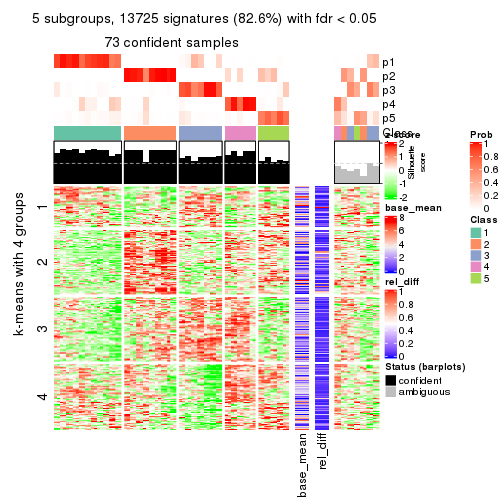 5 subgroups, 13725 signatures (82.6%) with fdr < 0.05
73 confident samples
p1
p2
p3
p4
p5
Class
z-score
2
1
0
-1
-2
Silhouette
score
base_mean
8
6
4
2
0
rel_diff
1
0.8
0.6
0.4
0.2
0
Status (barplots)
confident
ambiguous
Prob
1
0.8
0.6
0.4
0.2
0
Class
1
2
3
4
5
k-means with 4 groups
1
2
3
4
base_mean
rel_diff